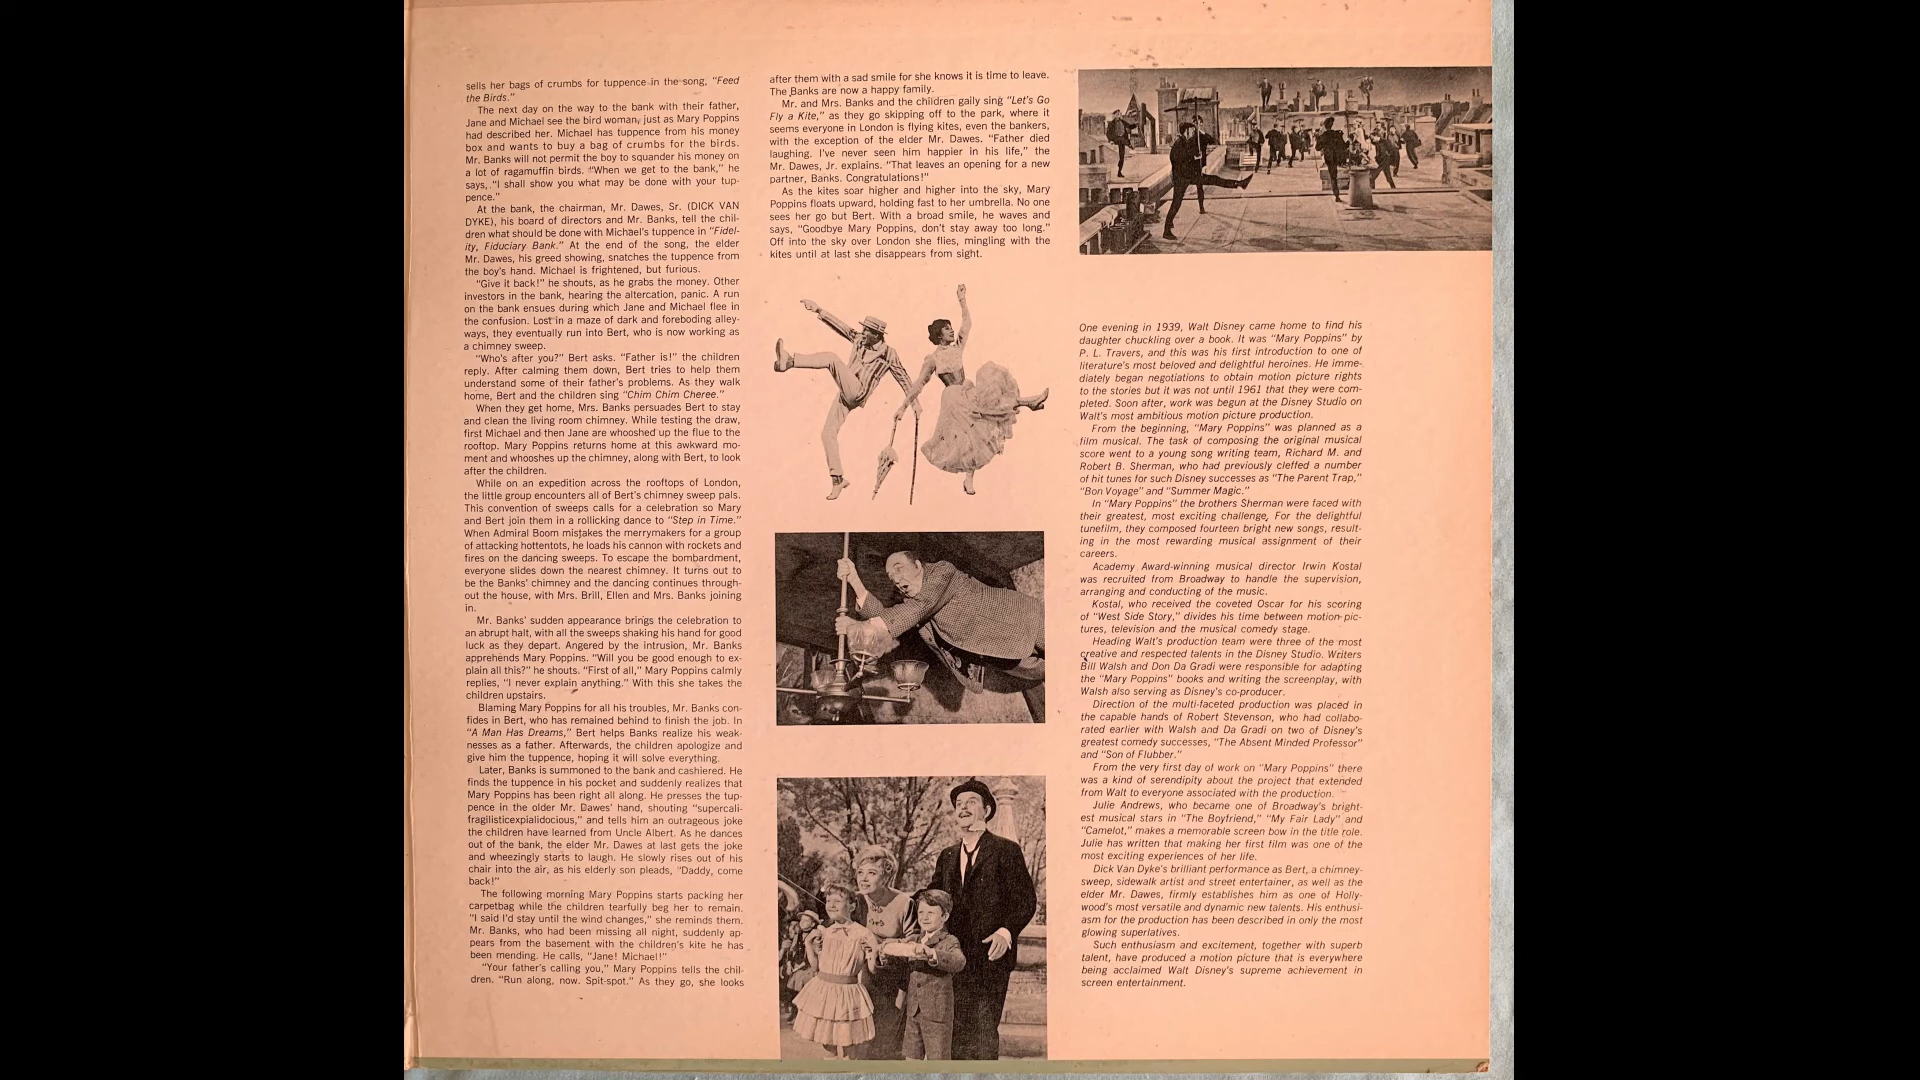 sells her bags of crumbs for tuppence in the song, “Feed
the Birds.”
The next day on the way to the bank with their father,
Jane and Michael see the bird woman, just as Mary Poppins
had described her. Michael has tuppence from his money
box and wants to buy a bag of crumbs for the birds.
Mr. Banks will not permit the boy to squander his money on
a lot of ragamuffin birds. “When we get to the bank,” he
says, “I shall show you what may be done with your tup-
pence.”
At the bank, the chairman, Mr. Dawes, Sr. (DICK VAN
DYKE), his board of directors and Mr. Banks, tell the chil-
dren what should be done with Michael’s tuppence in “Fidel-
ity, Fiduciary Bank.” At the end of the song, the elder
Mr. Dawes, his greed showing, snatches the tuppence from
the boy’s hand. Michael is frightened, but furious.
“Give it back!” he shouts, as he grabs the money. Other
investors in the bank, hearing the altercation, panic. A run
on the bank ensues during which Jane and Michael flee in
the confusion. Lost in a maze of dark and foreboding alley-
ways, they eventually run into Bert, who is now working as
a chimney sweep.
“Who’s after you?” Bert asks. “Father is!” the children
reply. After calming them down, Bert tries to help them
understand some of their father’s problems. As they walk
home, Bert and the children sing “Chim Chim Cheree.”
When they get home, Mrs. Banks persuades Bert to stay
and clean the living room chimney. While testing the draw,
first Michael and then Jane are whooshed up the flue to the
rooftop. Mary Poppins returns home at this awkward mo-
ment and whooshes up the chimney, along with Bert, to look
after the children.
While on an expedition across the rooftops of London,
the little group encounters all of Bert’s chimney sweep pals.
This convention of sweeps calls for a celebration so Mary
and Bert join them in a rollicking dance to “Step in Time.”
When Admiral Boom mistakes the merrymakers for a group
of attacking hottentots, he loads his cannon with rockets and
fires on the dancing sweeps. To escape the bombardment,
everyone slides down the nearest chimney. It turns out to
be the Banks’ chimney and the dancing continues through-
out the house, with Mrs. Brill, Ellen and Mrs. Banks joining
in.
Mr. Banks’ sudden appearance brings the celebration to
an abrupt halt, with all the sweeps shaking his hand for good
luck as they depart. Angered by the intrusion, Mr. Banks
apprehends Mary Poppins. “Will you be good enough to ex-
plain all this?” he shouts. “First of all,” Mary Poppins calmly
replies, “I never explain anything.” With this she takes the
children upstairs.
Blaming Mary Poppins for all his troubles, Mr. Banks con-
fides in Bert, who has remained behind to finish the job. In
“A Man Has Dreams,” Bert helps Banks realize his weak-
nesses as a father. Afterwards, the children apologize and
give him the tuppence, hoping it will solve everything.
Later, Banks is summoned to the bank and cashiered. He
finds the tuppence in his pocket and suddenly realizes that
Mary Poppins has been right all along. He presses the tup-
pence in the older Mr. Dawes’ hand, shouting “supercali-
fragilisticexpialidocious,” and tells him an outrageous joke
the children have learned from Uncle Albert. As he dances
out of the bank, the elder Mr. Dawes at last gets the joke
and wheezingly starts to laugh. He slowly rises out of his
chair into the air, as his elderly son pleads, “Daddy, come
back!”
The following morning Mary Poppins starts packing her
carpetbag while the children tearfully beg her to remain.
“I said I’d stay until the wind changes,” she reminds them.
Mr. Banks, who had been missing all night, suddenly ap-
pears from the basement with the children’s kite he has
been mending. He calls, “Jane! Michael!”
“Your father’s calling you,” Mary Poppins tells the chil-
dren. “Run along, now. Spit-spot.” As they go, she looks
after them with a sad smile for she knows it is time to leave.
The Banks are now a happy family.
Mr. and Mrs. Banks and the children gaily sing “Let’s Go
Fly a Kite,” as they go skipping off to the park, where it
seems everyone in London is flying kites, even the bankers,
with the exception of the elder Mr. Dawes. “Father died
laughing. I’ve never seen him happier in his life,” the
Mr. Dawes, Jr. explains. “That leaves an opening for a new
partner, Banks. Congratulations!”
As the kites soar higher and higher into the sky, Mary
Poppins floats upward, holding fast to her umbrella. No one
sees her go but Bert. With a broad smile, he waves and
says, “Goodbye Mary Poppins, don’t stay away too long.”
Off into the sky over London she flies, mingling with the
kites until at last she disappears from sight.
One evening in 1939, Walt Disney came home to find his
daughter chuckling over a book. It was “Mary Poppins” by
P. L. Travers, and this was his first introduction to one of
literature’s most beloved and delightful heroines. He imme-
diately began negotiations to obtain motion picture rights
to the stories but it was not until 1961 that they were com-
pleted. Soon after, work was begun at the Disney Studio on
Walt’s most ambitious motion picture production.
From the beginning, “Mary Poppins” was planned as a
film musical. The task of composing the original musical
score went to a young song writing team, Richard M. and
Robert B. Sherman, who had previously cleffed a number
of hit tunes for such Disney successes as “The Parent Trap,”
“Bon Voyage” and “Summer Magic.”
In “Mary Poppins” the brothers Sherman were faced with
their greatest, most exciting challenge. For the delightful
tunefilm, they composed fourteen bright new songs, result-
ing in the most rewarding musical assignment of their
careers.
Academy Award-winning musical director Irwin Kostal
was recruited from Broadway to handle the supervision,
arranging and conducting of the music.
Kostal, who received the coveted Oscar for his scoring
of “West Side Story,” divides his time between motion pic-
tures, television and the musical comedy stage.
Heading Walt’s production team were three of the most
creative and respected talents in the Disney Studio. Writers
Bill Walsh and Don Da Gradi were responsible for adapting
the “Mary Poppins” books and writing the screenplay, with
Walsh also serving as Disney’s co-producer.
Direction of the multi-faceted production was placed in
the capable hands of Robert Stevenson, who had collabo-
rated earlier with Walsh and Da Gradi on two of Disney’s
greatest comedy successes, “The Absent Minded Professor”
and “Son of Flubber.”
From the very first day of work on “Mary Poppins” there
was a kind of serendipity about the project that extended
from Walt to everyone associated with the production.
Julie Andrews, who became one of Broadway’s bright-
est musical stars in “The Boyfriend,” “My Fair Lady” and
“Camelot,” makes a memorable screen bow in the title role.
Julie has written that making her first film was one of the
most exciting experiences of her life.
Dick Van Dyke’s brilliant performance as Bert, a chimney-
sweep, sidewalk artist and street entertainer, as well as the
elder Mr. Dawes, firmly establishes him as one of Holly-
wood’s most versatile and dynamic new talents. His enthusi-
asm for the production has been described in only the most
glowing superlatives.
Such enthusiasm and excitement, together with superb
talent, have produced a motion picture that is everywhere
being acclaimed Walt Disney’s supreme achievement in
screen entertainment.